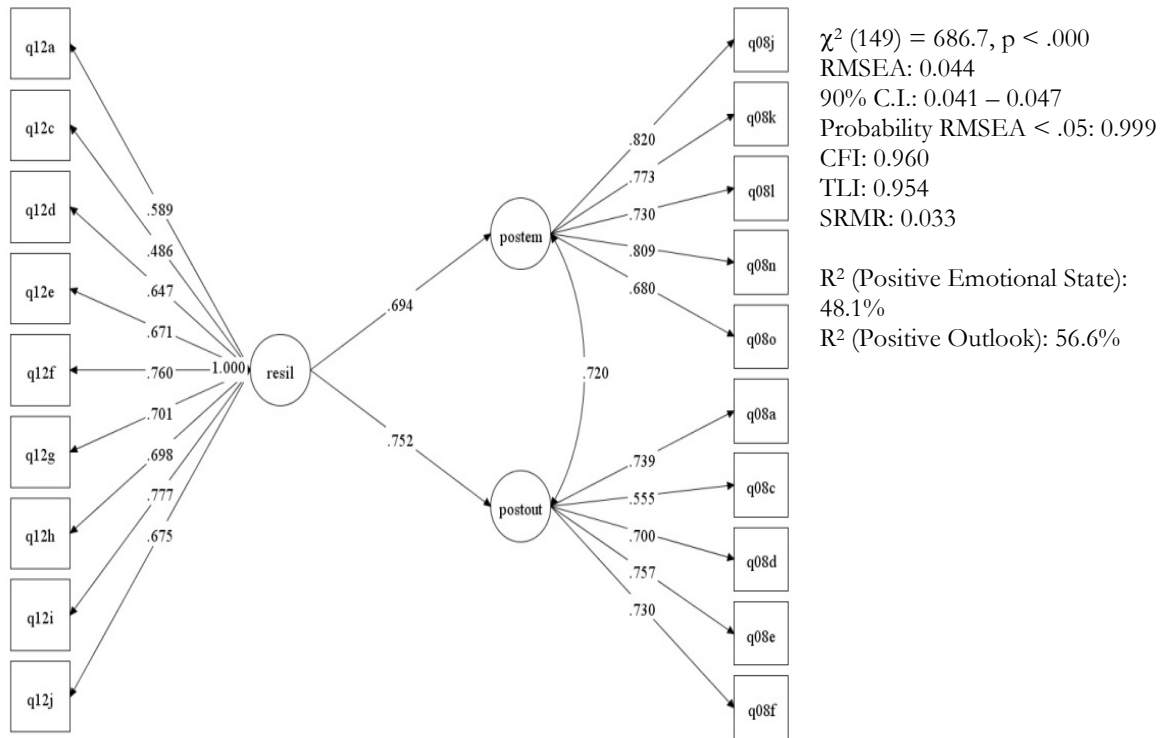 q12a
q12c
q12d
q12e
q12f
q12g
q12h
q12i
q12j
.589
.486
.647
.671
.760
.701
.698
.777
.675
1.000
resil
.694
.752
postem
postout
.720
.820
.773
.730
.809
.680
.739
.555
.700
.757
.730
q08j
q08k
q08l
q08n
q08o
q08a
q08c
q08d
q08e
q08f
χ² (149) = 686.7, p < .000
RMSEA: 0.044
90% C.I.: 0.041 – 0.047
Probability RMSEA < .05: 0.999
CFI: 0.960
TLI: 0.954
SRMR: 0.033
R² (Positive Emotional State):
48.1%
R² (Positive Outlook): 56.6%